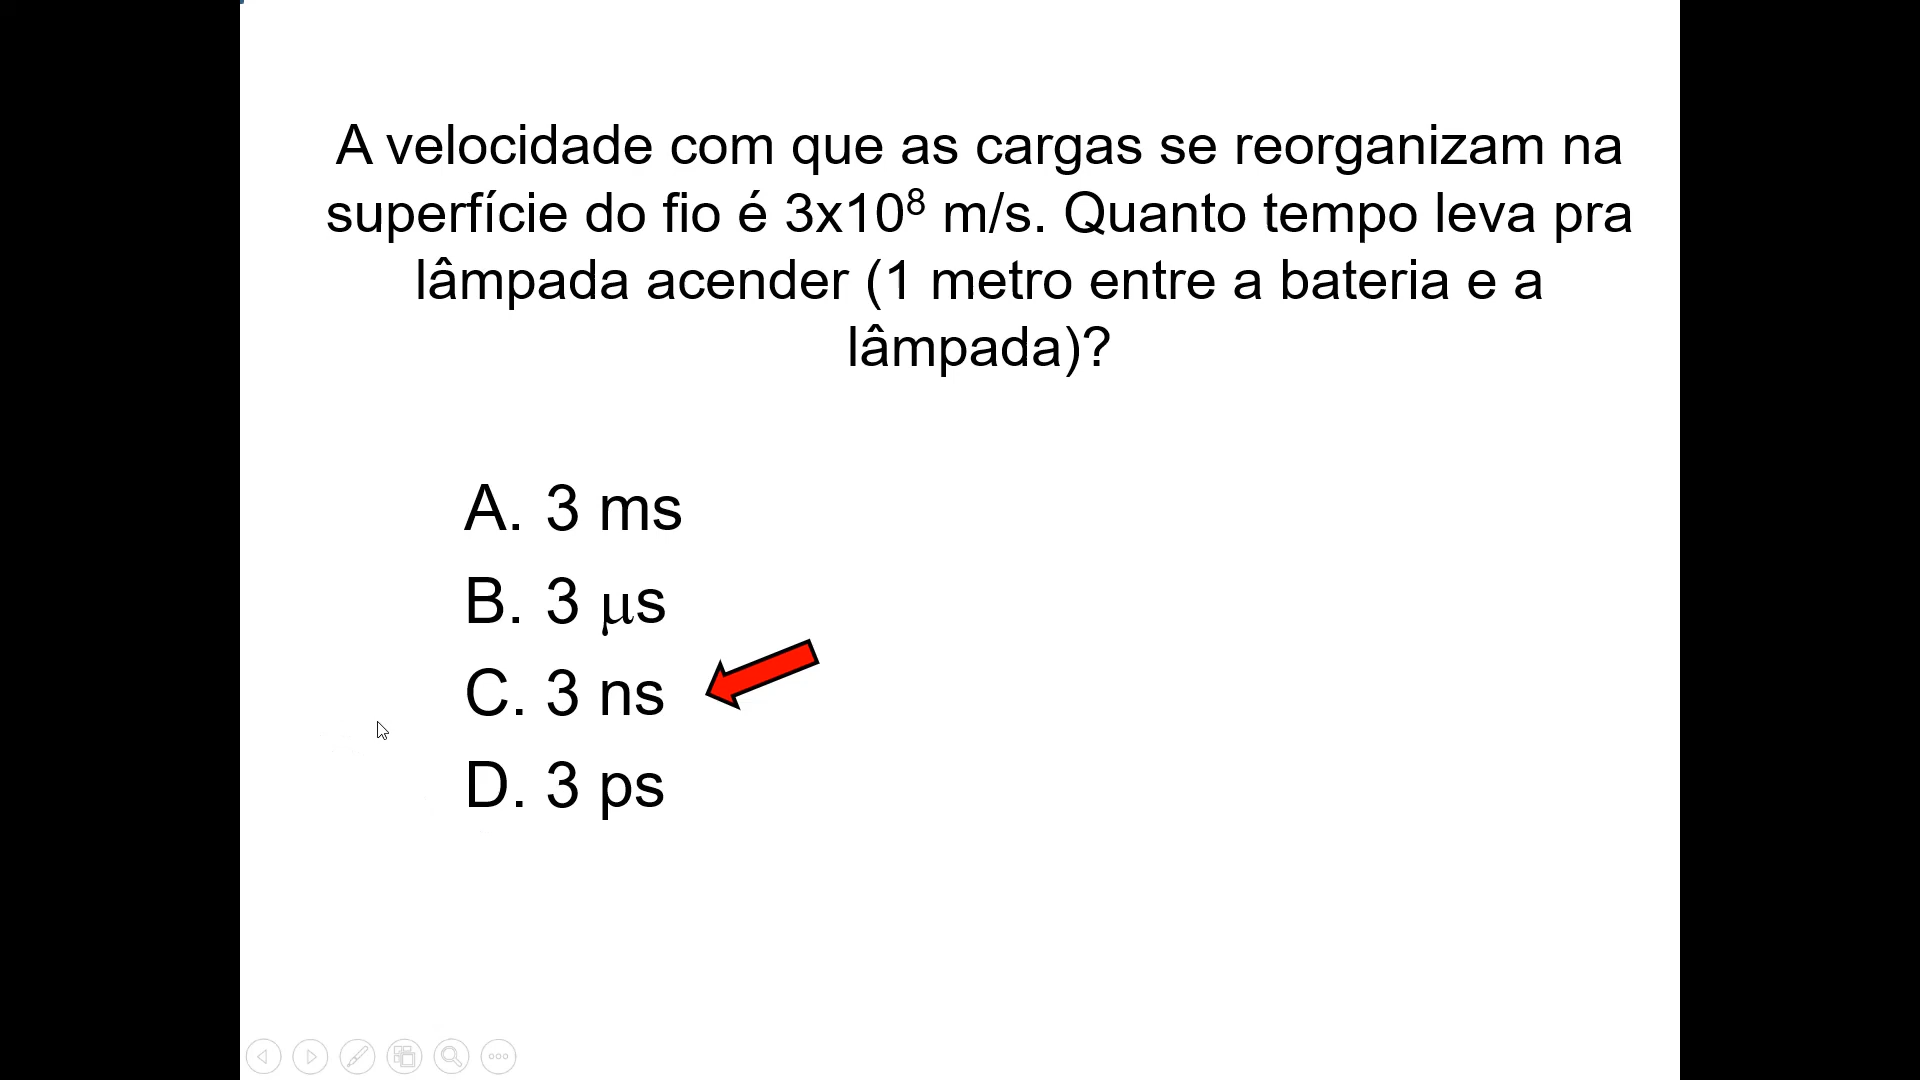 A velocidade com que as cargas se reorganizam na
superfície do fio é 3x10⁸ m/s. Quanto tempo leva pra
lâmpada acender (1 metro entre a bateria e a
lâmpada)?
A. 3 ms
B. 3 μs
C. 3 ns
D. 3 ps